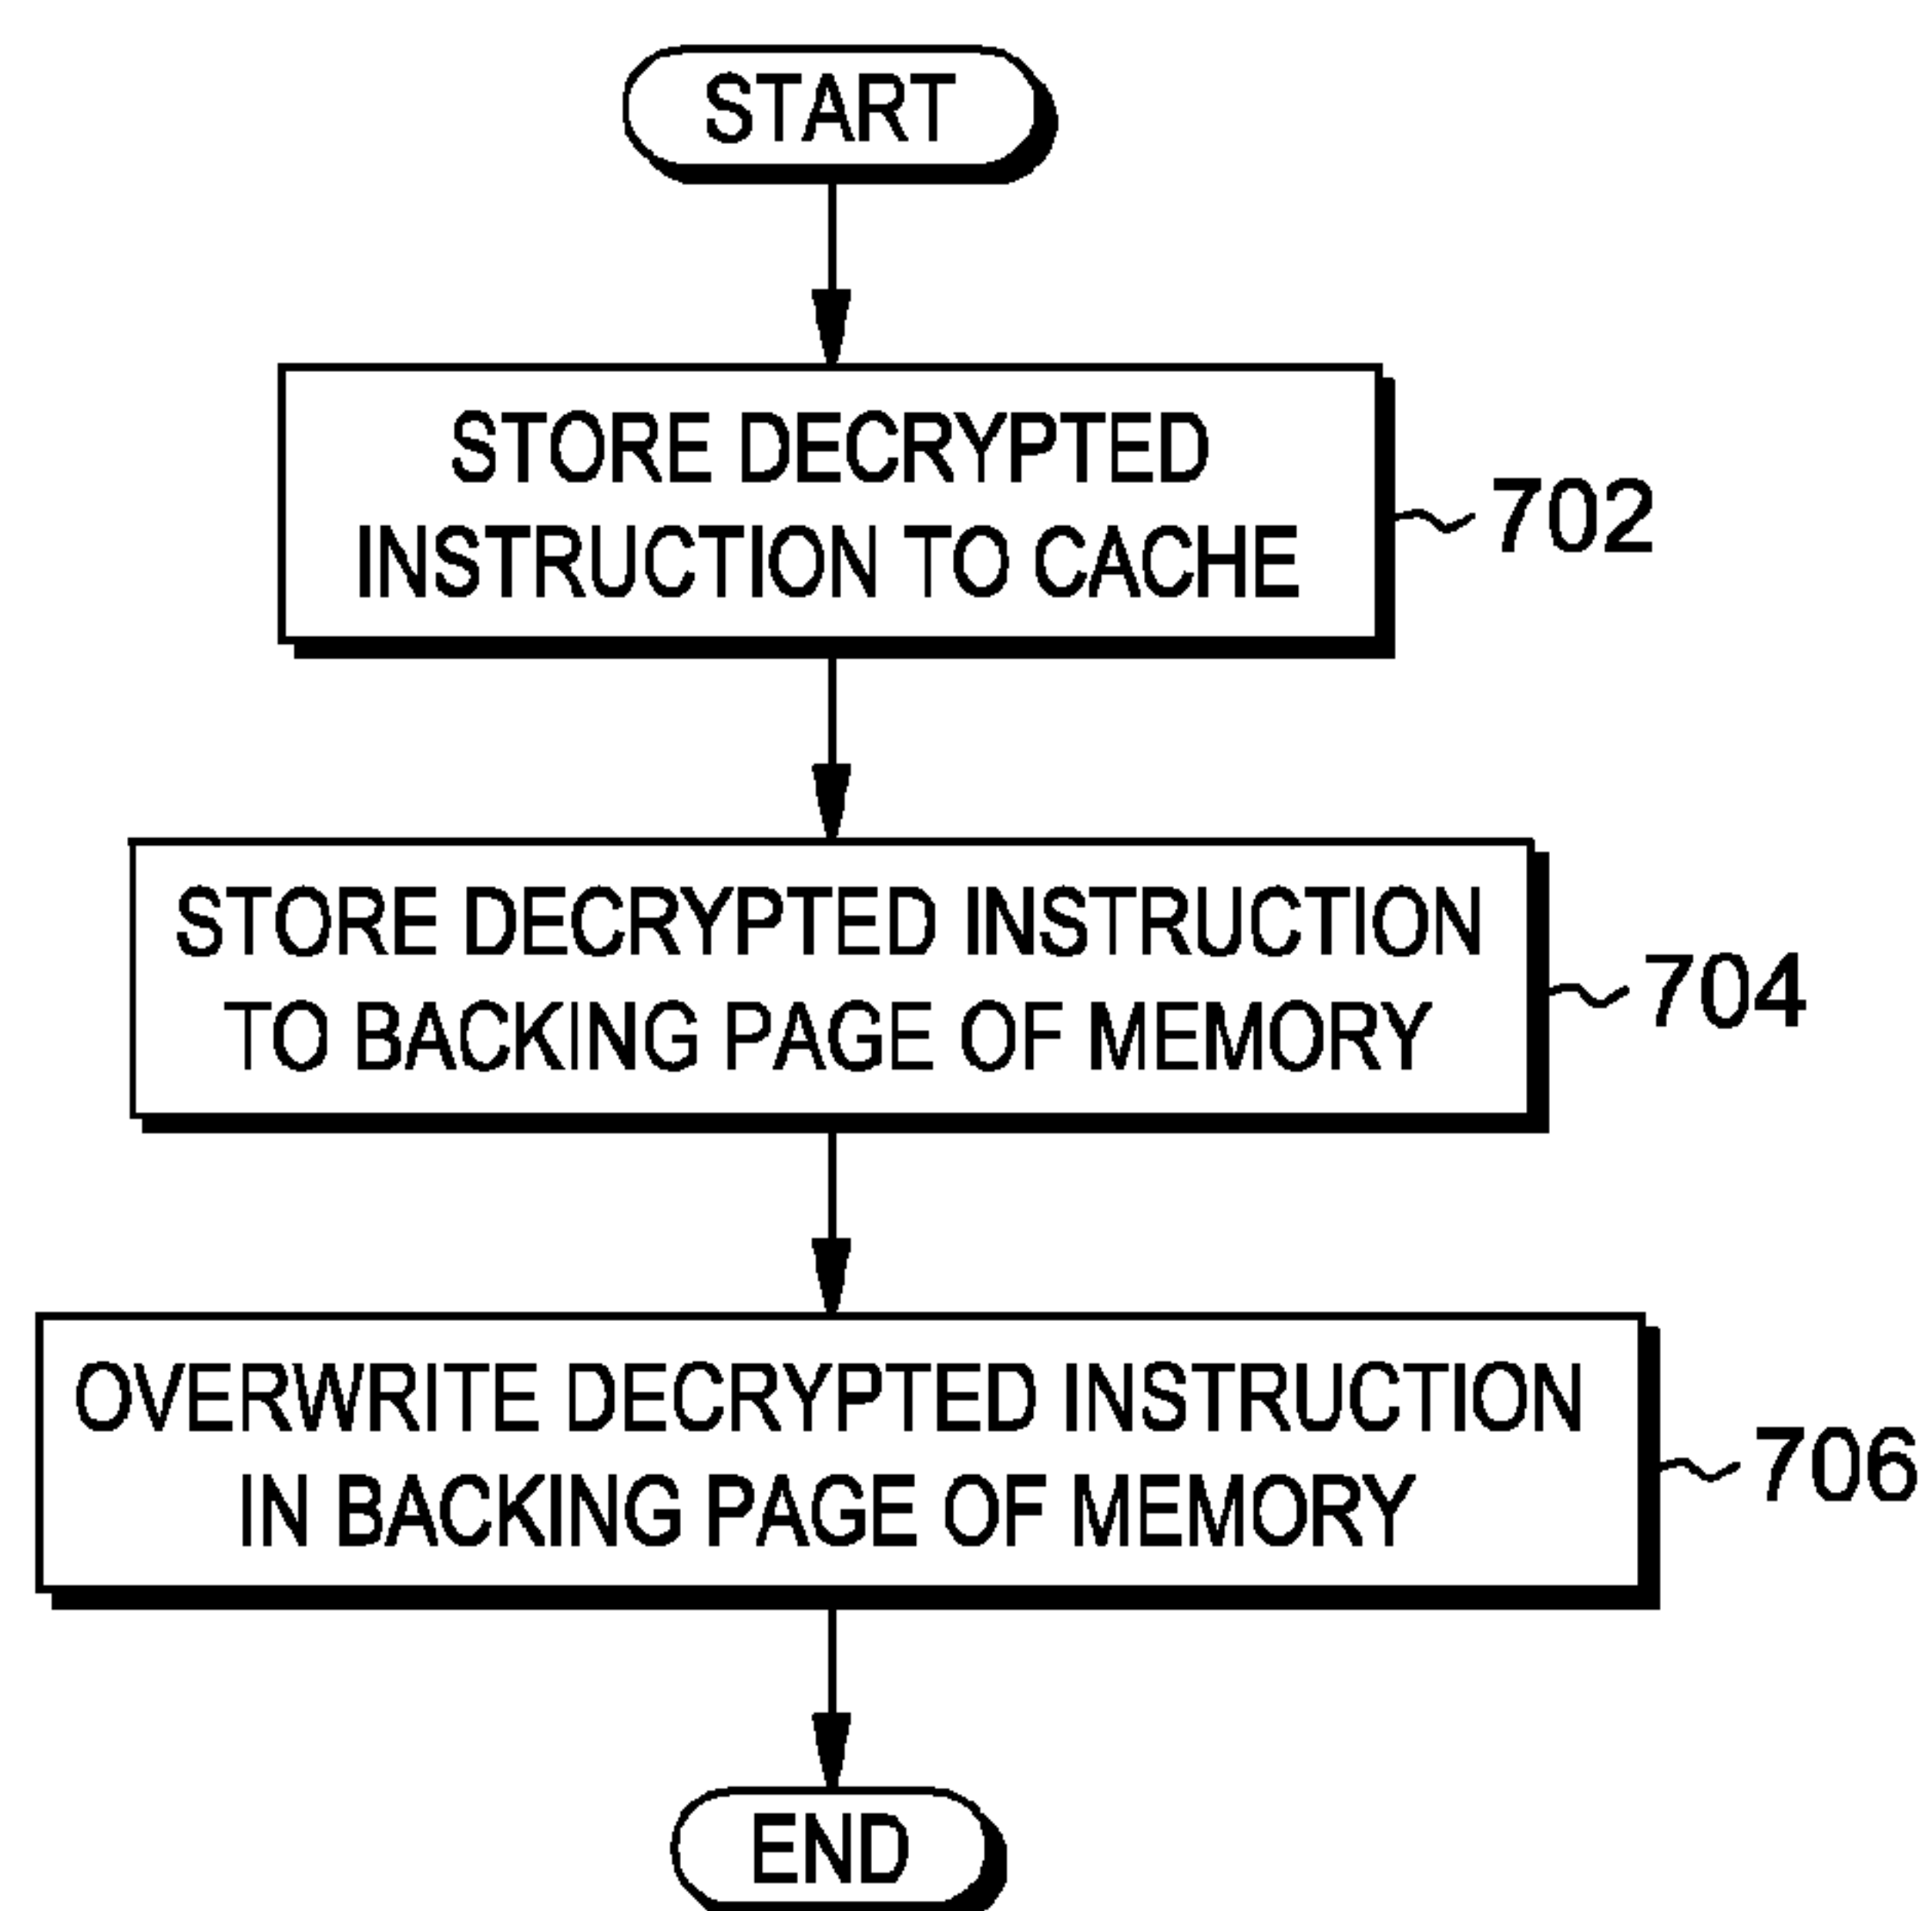 START
STORE DECRYPTED
INSTRUCTION TO CACHE
702
STORE DECRYPTED INSTRUCTION
TO BACKING PAGE OF MEMORY
704
OVERWRITE DECRYPTED INSTRUCTION
IN BACKING PAGE OF MEMORY
706
END